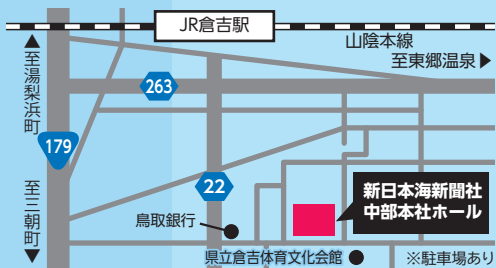 JR倉吉駅
山陰本線
至東郷温泉▶
▲至湯梨浜町
263
179
22
至三朝町▼
新日本海新聞社
中部本社ホール
鳥取銀行
県立倉吉体育文化会館
※駐車場あり